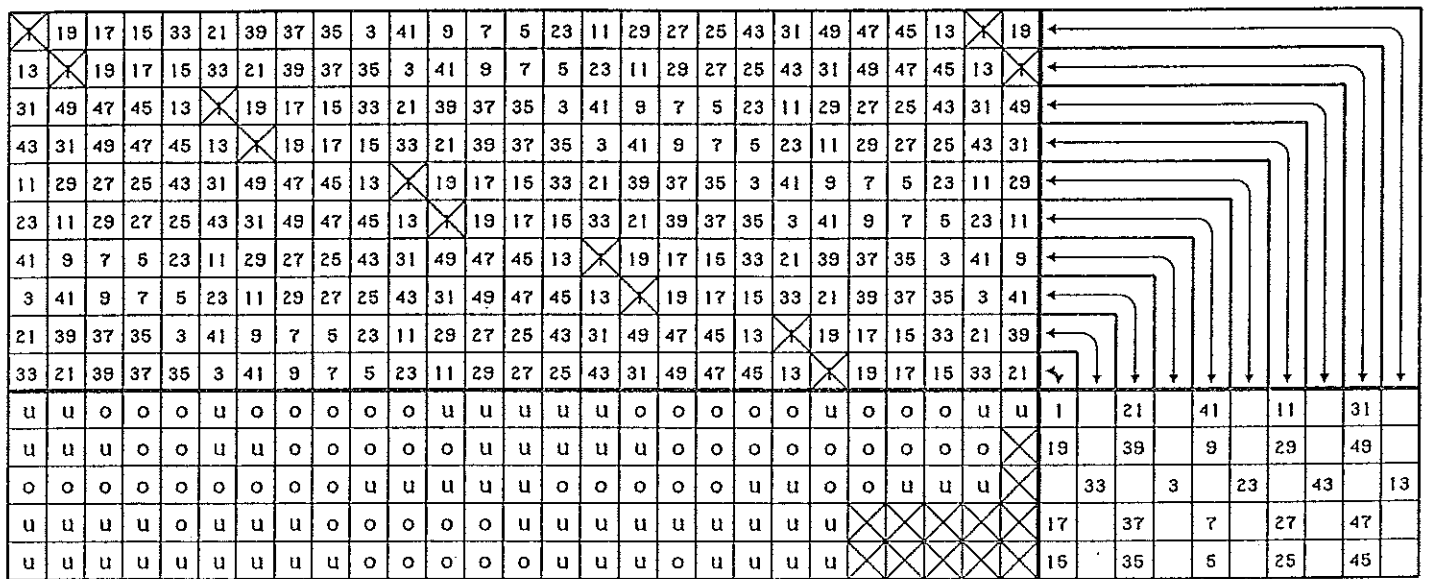 1 19 17 15 33 21 39 37 35 3 41 9 7 5 23 11 29 27 25 43 31 49 47 45 13 1 19
13 1 19 17 15 33 21 39 37 35 3 41 9 7 5 23 11 29 27 25 43 31 49 47 45 13 1
31 49 47 45 13 1 19 17 15 33 21 39 37 35 3 41 9 7 5 23 11 29 27 25 43 31 49
43 31 49 47 45 13 1 19 17 15 33 21 39 37 35 3 41 9 7 5 23 11 29 27 25 43 31
11 29 27 25 43 31 49 47 45 13 1 19 17 15 33 21 39 37 35 3 41 9 7 5 23 11 29
23 11 29 27 25 43 31 49 47 45 13 1 19 17 15 33 21 39 37 35 3 41 9 7 5 23 11
41 9 7 5 23 11 29 27 25 43 31 49 47 45 13 1 19 17 15 33 21 39 37 35 3 41 9
3 41 9 7 5 23 11 29 27 25 43 31 49 47 45 13 1 19 17 15 33 21 39 37 35 3 41
21 39 37 35 3 41 9 7 5 23 11 29 27 25 43 31 49 47 45 13 1 19 17 15 33 21 39
33 21 39 37 35 3 41 9 7 5 23 11 29 27 25 43 31 49 47 45 13 1 19 17 15 33 21
u u o o o u o o o o o u u u u u o o o o o u o o o u u 1 21 41 11 31
u u u o o o o u o o o o u u u u u o o o o o o o o o 19 39 9 29 49
o o o o o o o o o u u u u u o o o o o u u o o u u u 33 3 23 43 13
u u u u o u u u o o o o o u u u u u u u u u 17 37 7 27 47
u u u u u u u u u o o o o o u u u o u u u u 15 35 5 25 45